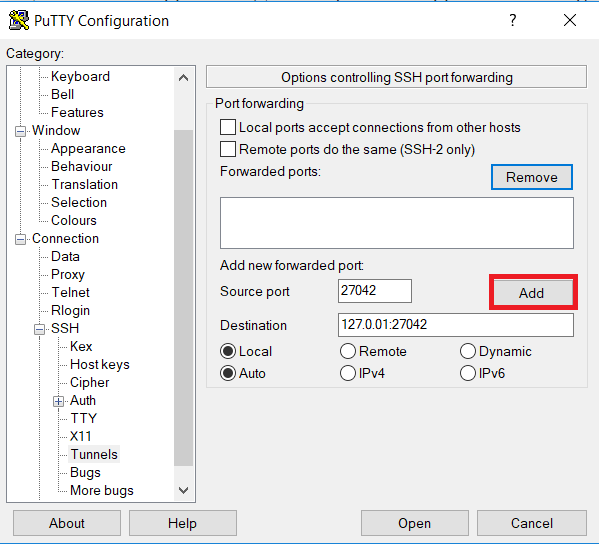 PuTTY Configuration
?
Category:
Keyboard
Bell
Features
Window
Appearance
Behaviour
Translation
Selection
Colours
Connection
Data
Proxy
Telnet
Rlogin
SSH
Kex
Host keys
Cipher
Auth
TTY
X11
Tunnels
Bugs
More bugs
Options controlling SSH port forwarding
Port forwarding
Local ports accept connections from other hosts
Remote ports do the same (SSH-2 only)
Forwarded ports:
Remove
Add new forwarded port:
Source port 27042 Add
Destination 127.0.01:27042
Local Remote Dynamic
Auto IPv4 IPv6
About Help Open Cancel